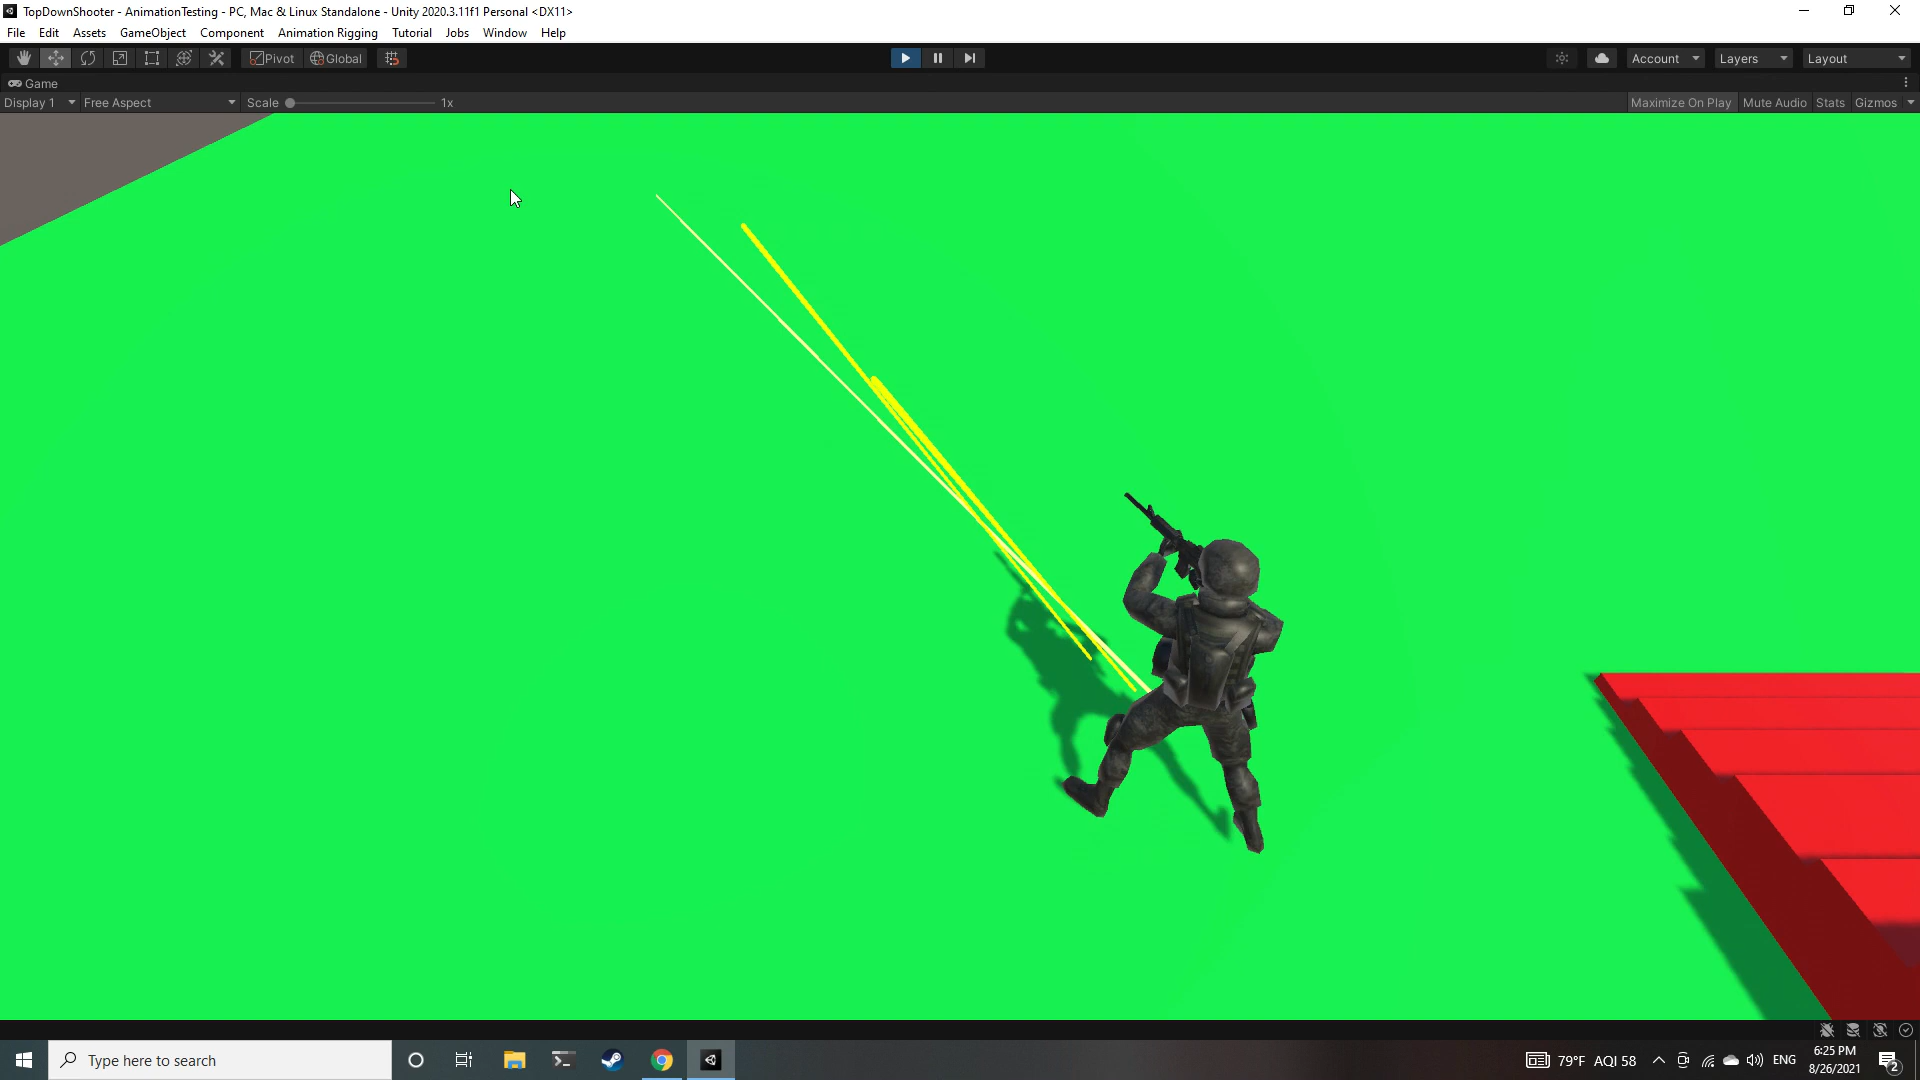 TopDownShooter - AnimationTesting - PC, Mac & Linux Standalone - Unity 2020.3.11f1 Personal <DX11>
File Edit Assets GameObject Component Animation Rigging Tutorial Jobs Window Help
Pivot Global Account Layers Layout
Game
Display 1 Free Aspect Scale 1x Maximize On Play Mute Audio Stats Gizmos
Type here to search 79°F AQI 58 ENG 6:25 PM
8/26/2021 2